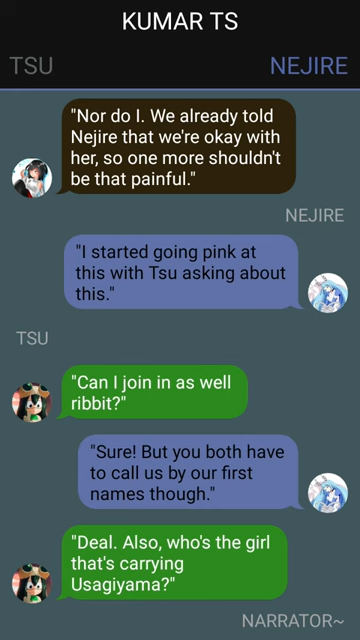 KUMAR TS
TSU NEJIRE
"Nor do I. We already told
Nejire that we're okay with
her, so one more shouldn't
be that painful."
NEJIRE
"I started going pink at
this with Tsu asking about
this."
TSU
"Can I join in as well
ribbit?"
"Sure! But you both have
to call us by our first
names though."
"Deal. Also, who's the girl
that's carrying
Usagiyama?"
NARRATOR~